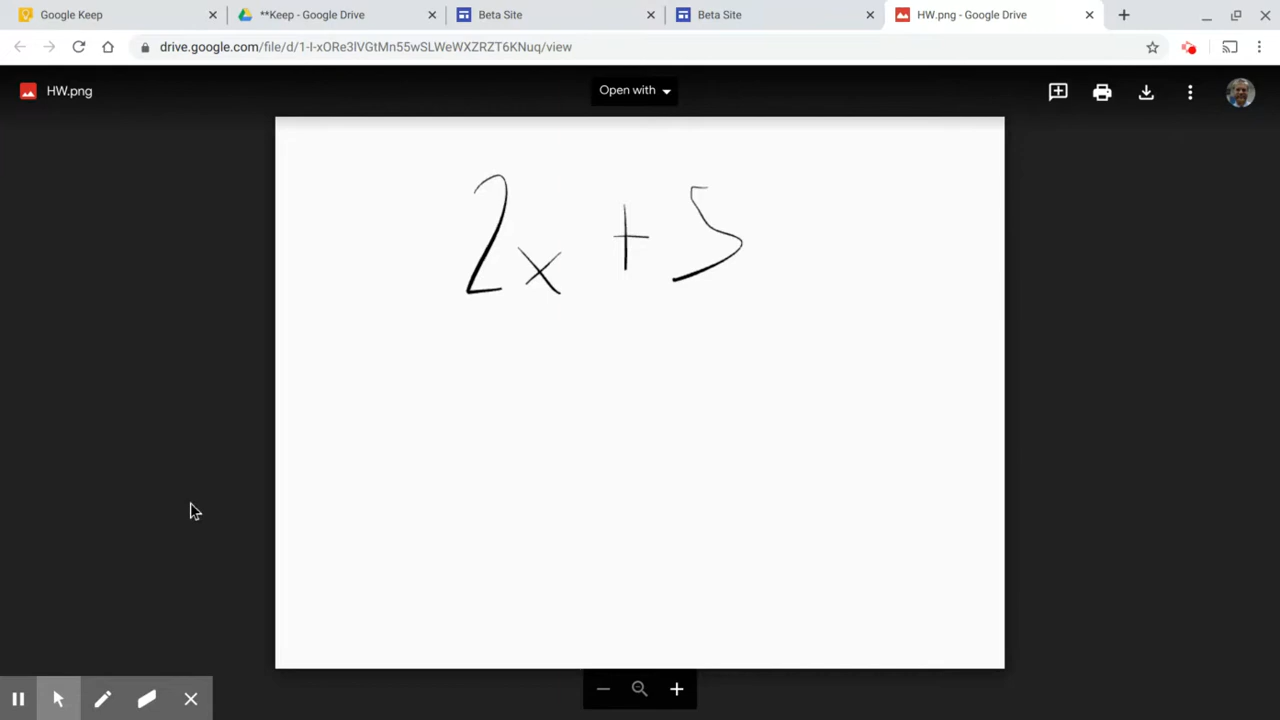 Google Keep
**Keep - Google Drive
Beta Site
Beta Site
HW.png - Google Drive
drive.google.com/file/d/1-I-xORe3lVGtMn55wSLWeWXZRZT6KNuq/view
HW.png
Open with
2x + 5